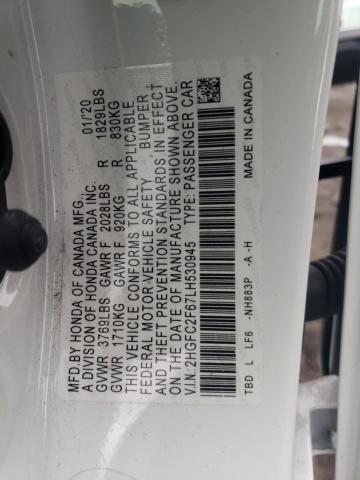 MFD.BY HONDA OF CANADA MFG., 01/'20
A DIVISION OF HONDA CANADA INC.
GVWR 3769LBS GAWR F 2028LBS R 1829LBS
GVWR 1710KG GAWR F 920KG R 830KG
THIS VEHICLE CONFORMS TO ALL APPLICABLE
FEDERAL MOTOR-VEHICLE SAFETY, BUMPER,
AND THEFT PREVENTION STANDARDS IN EFFECT
ON THE DATE OF MANUFACTURE SHOWN ABOVE.
V.I.N: 2HGFC2F67LH530945 TYPE: PASSENGER CAR
TBD L LF6 -NH883P -A -H MADE IN CANADA